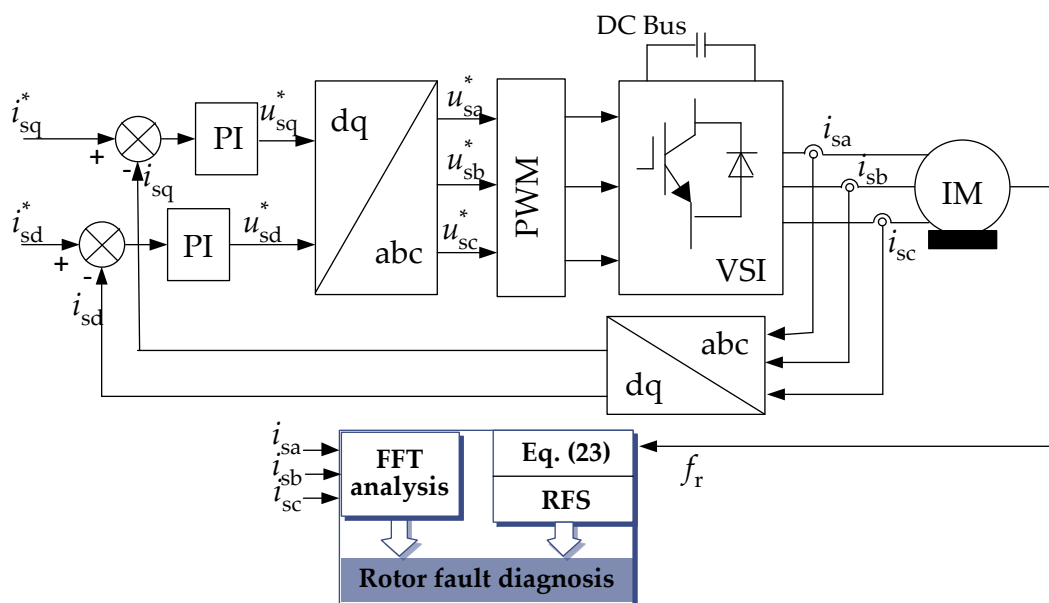 DC Bus
i*sq
+
-
isq
PI
u*sq
dq
abc
u*sa
u*sb
u*sc
PWM
VSI
isa
isb
isc
IM
i*sd
+
-
isd
PI
u*sd
abc
dq
isa
isb
isc
FFT
analysis
Eq. (23)
RFS
fr
Rotor fault diagnosis